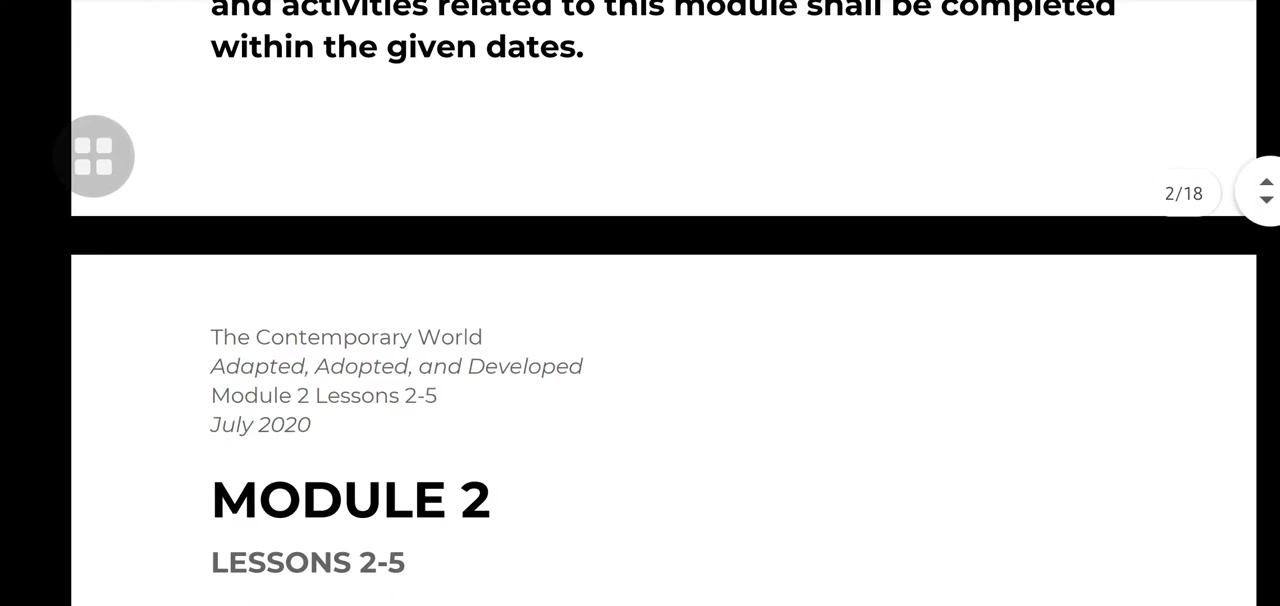 and activities related to this module shall be completed
within the given dates.
2/18
The Contemporary World
Adapted, Adopted, and Developed
Module 2 Lessons 2-5
July 2020
MODULE 2
LESSONS 2-5